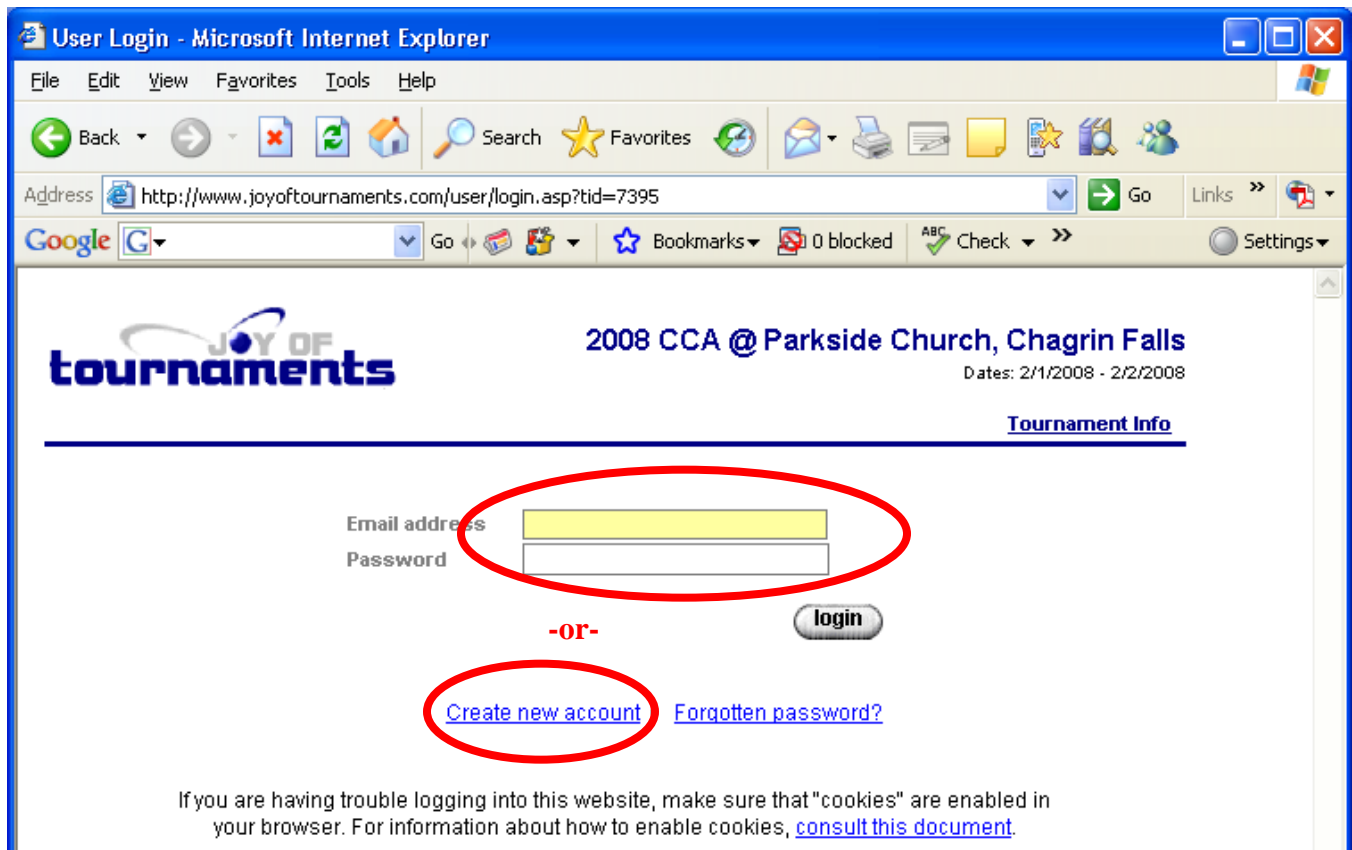 User Login - Microsoft Internet Explorer
File Edit View Favorites Tools Help
Back Search Favorites
Address http://www.joyoftournaments.com/user/login.asp?tid=7395 Go Links »
Google G Go Bookmarks 0 blocked ABC Check » Settings
JOY OF
tournaments
2008 CCA @ Parkside Church, Chagrin Falls
Dates: 2/1/2008 - 2/2/2008
Tournament Info
Email address
Password
login
-or-
Create new account Forgotten password?
If you are having trouble logging into this website, make sure that "cookies" are enabled in
your browser. For information about how to enable cookies, consult this document.